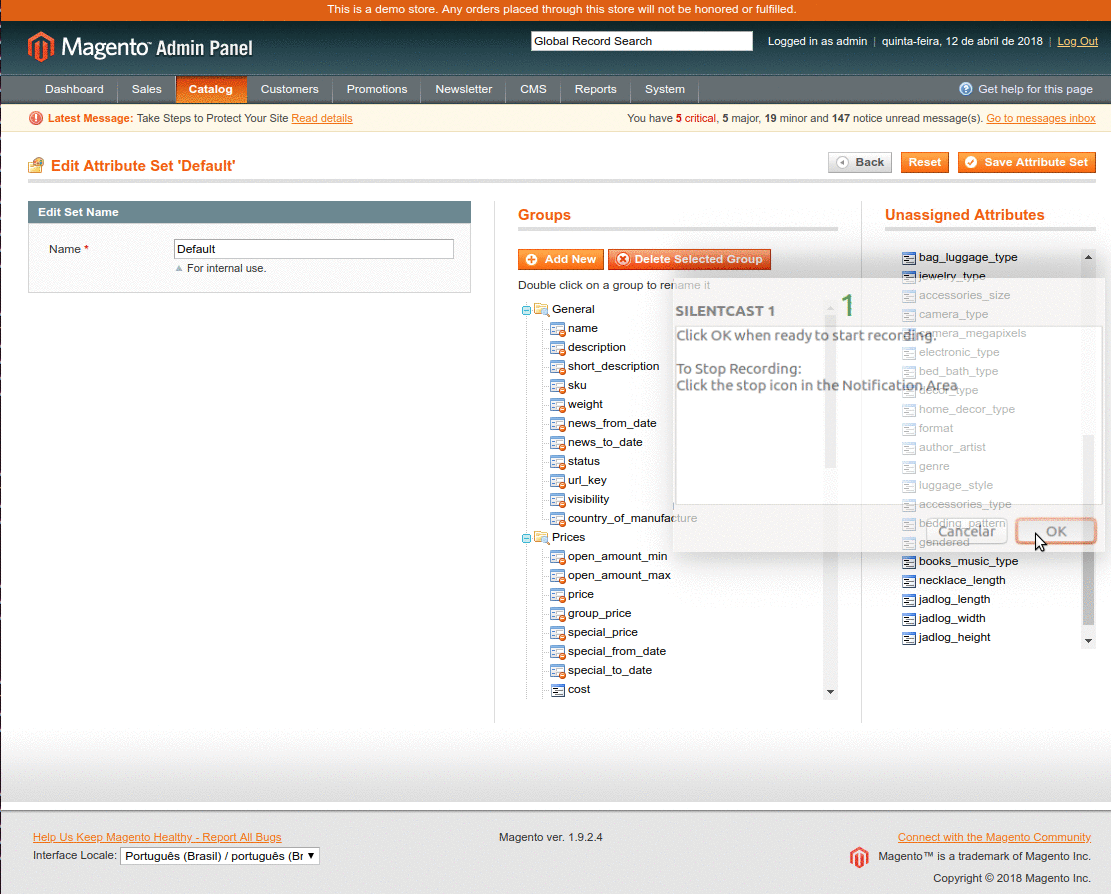 This is a demo store. Any orders placed through this store will not be honored or fulfilled.
Magento™ Admin Panel
Global Record Search
Logged in as admin | quinta-feira, 12 de abril de 2018 | Log Out
Dashboard Sales Catalog Customers Promotions Newsletter CMS Reports System Get help for this page
Latest Message: Take Steps to Protect Your Site Read details
You have 5 critical, 5 major, 19 minor and 147 notice unread message(s). Go to messages inbox
Edit Attribute Set 'Default'
Back Reset Save Attribute Set
Edit Set Name
Name *
Default
For internal use.
Groups
Add New Delete Selected Group
Double click on a group to rename it
General
name
description
short_description
sku
weight
news_from_date
news_to_date
status
url_key
visibility
country_of_manufacture
Prices
open_amount_min
open_amount_max
price
group_price
special_price
special_from_date
special_to_date
cost
SILENTCAST 1
1
Click OK when ready to start recording.
To Stop Recording:
Click the stop icon in the Notification Area
Cancelar OK
Unassigned Attributes
bag_luggage_type
jewelry_type
accessories_size
camera_type
camera_megapixels
electronic_type
bed_bath_type
decor_type
home_decor_type
format
author_artist
genre
luggage_style
accessories_type
bedding_pattern
gendered
books_music_type
necklace_length
jadlog_length
jadlog_width
jadlog_height
Help Us Keep Magento Healthy - Report All Bugs
Interface Locale: Português (Brasil) / português (Br
Magento ver. 1.9.2.4
Connect with the Magento Community
Magento™ is a trademark of Magento Inc.
Copyright © 2018 Magento Inc.